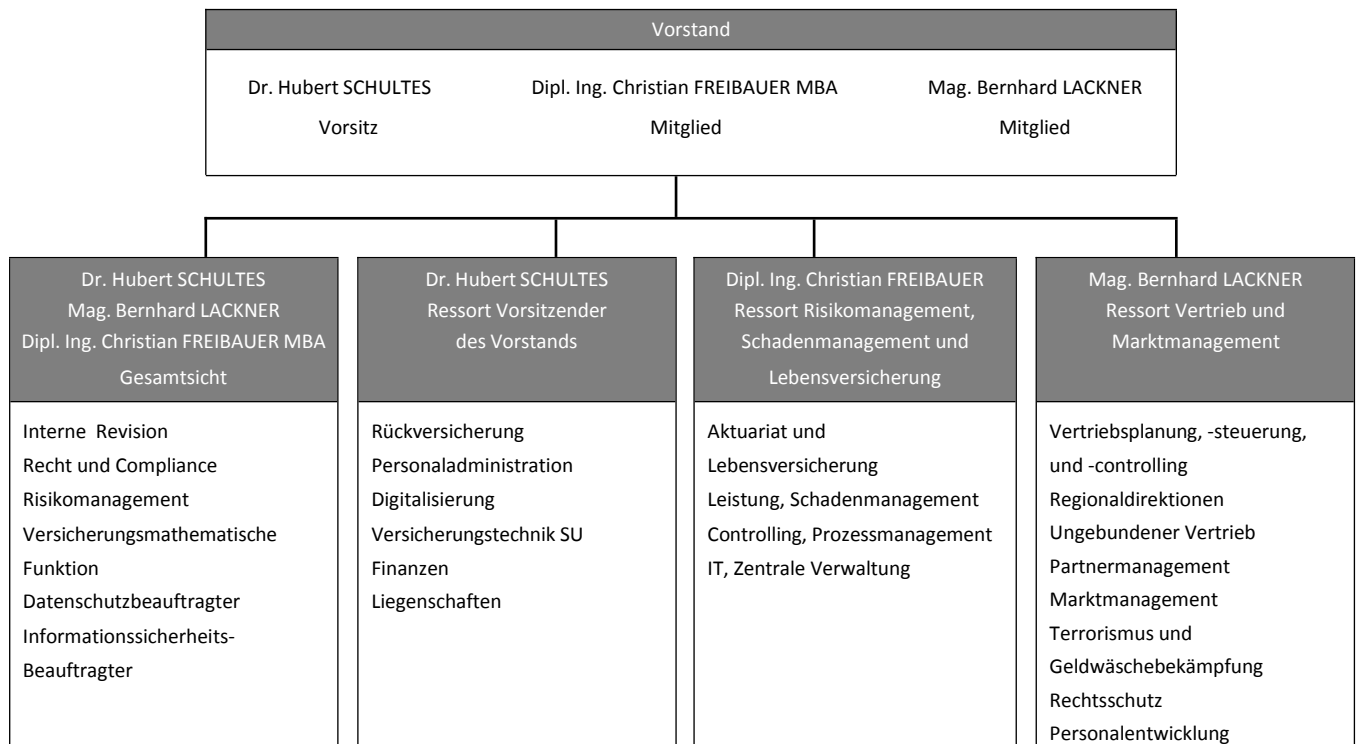 Vorstand
Dr. Hubert SCHULTES
Vorsitz
Dipl. Ing. Christian FREIBAUER MBA
Mitglied
Mag. Bernhard LACKNER
Mitglied
Dr. Hubert SCHULTES
Mag. Bernhard LACKNER
Dipl. Ing. Christian FREIBAUER MBA
Gesamtsicht
Interne Revision
Recht und Compliance
Risikomanagement
Versicherungsmathematische
Funktion
Datenschutzbeauftragter
Informationssicherheits-
Beauftragter
Dr. Hubert SCHULTES
Ressort Vorsitzender
des Vorstands
Rückversicherung
Personaladministration
Digitalisierung
Versicherungstechnik SU
Finanzen
Liegenschaften
Dipl. Ing. Christian FREIBAUER
Ressort Risikomanagement,
Schadenmanagement und
Lebensversicherung
Aktuariat und
Lebensversicherung
Leistung, Schadenmanagement
Controlling, Prozessmanagement
IT, Zentrale Verwaltung
Mag. Bernhard LACKNER
Ressort Vertrieb und
Marktmanagement
Vertriebsplanung, -steuerung,
und -controlling
Regionaldirektionen
Ungebundener Vertrieb
Partnermanagement
Marktmanagement
Terrorismus und
Geldwäschebekämpfung
Rechtsschutz
Personalentwicklung